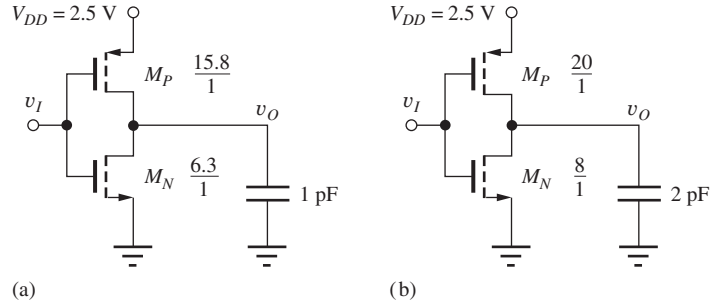 V_DD = 2.5 V
M_P 15.8/1
v_I
v_O
M_N 6.3/1
1 pF
(a)
V_DD = 2.5 V
M_P 20/1
v_I
v_O
M_N 8/1
2 pF
(b)